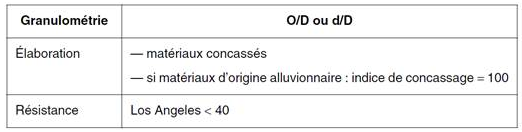 Granulométrie O/D ou d/D
Élaboration — matériaux concassés
— si matériaux d'origine alluvionnaire : indice de concassage = 100
Résistance Los Angeles < 40